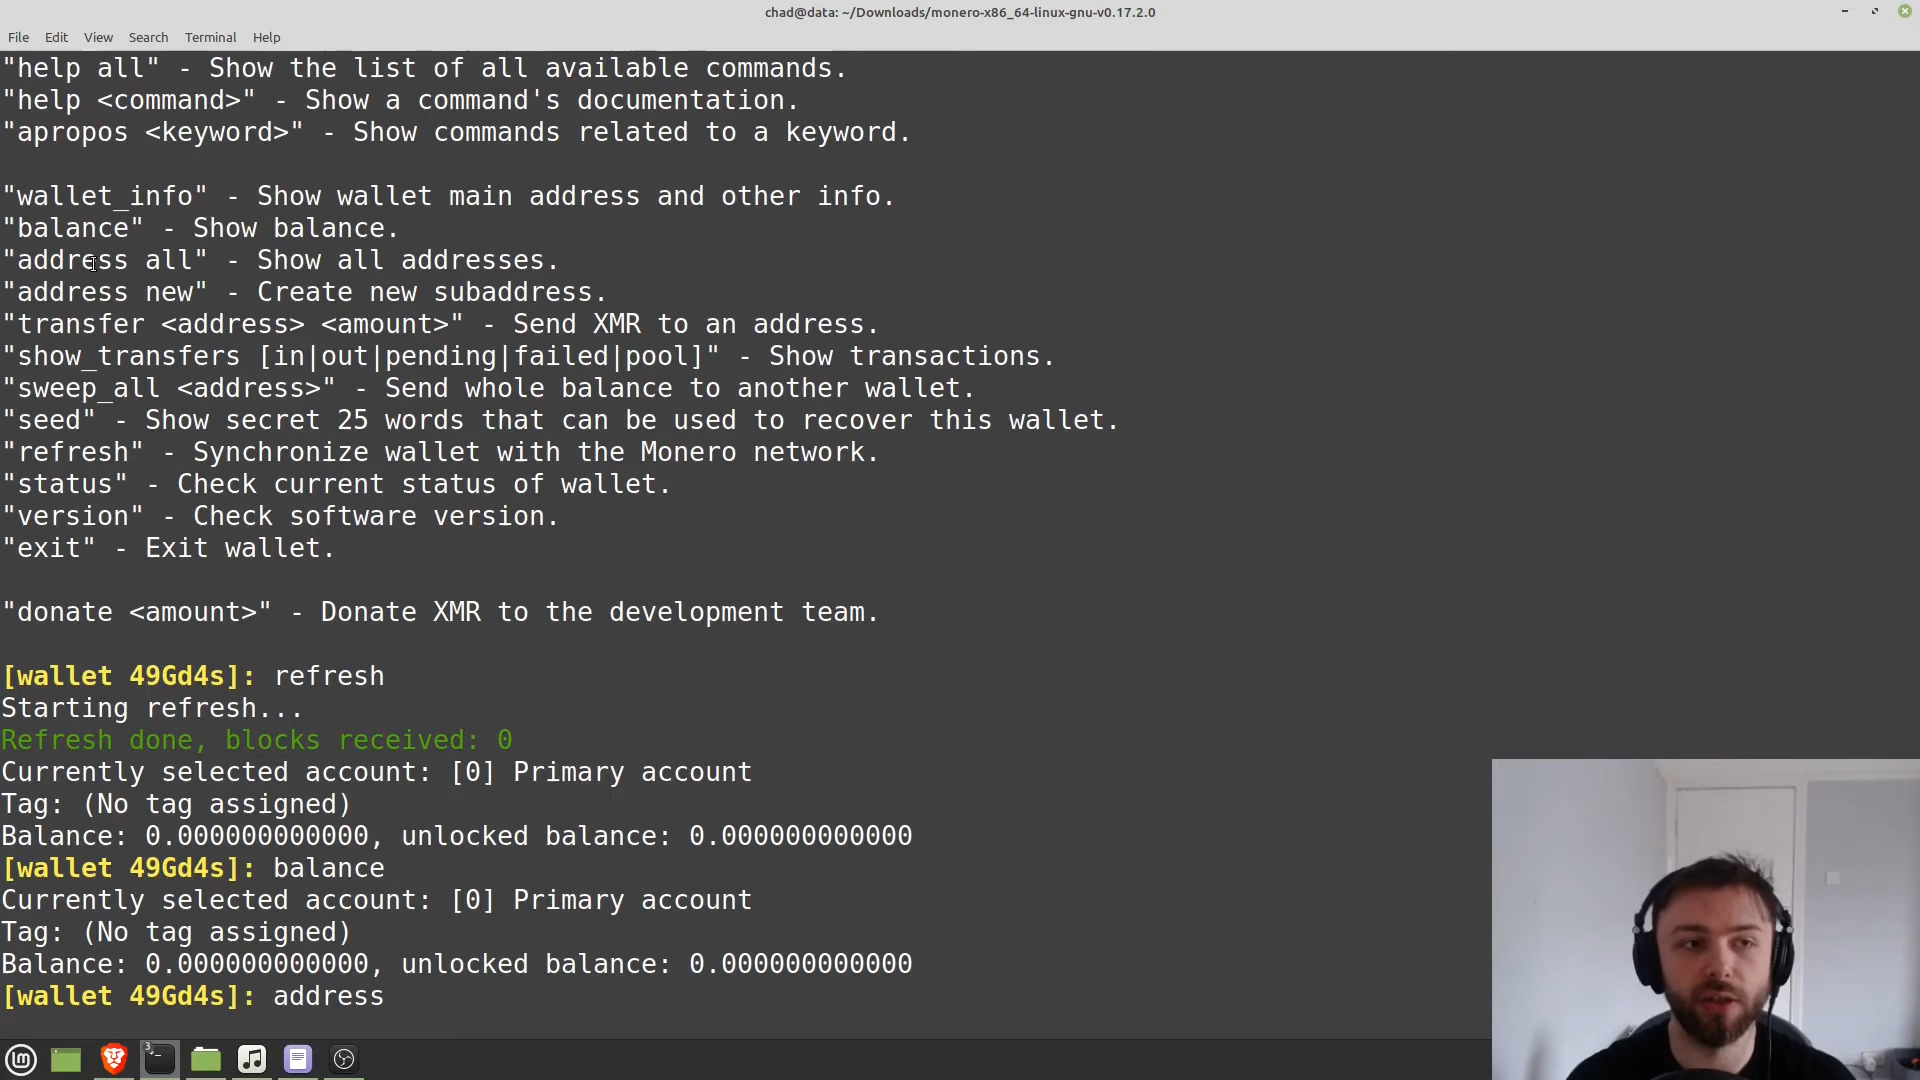 chad@data: ~/Downloads/monero-x86_64-linux-gnu-v0.17.2.0
File Edit View Search Terminal Help
"help all" - Show the list of all available commands.
"help <command>" - Show a command's documentation.
"apropos <keyword>" - Show commands related to a keyword.
"wallet_info" - Show wallet main address and other info.
"balance" - Show balance.
"address all" - Show all addresses.
"address new" - Create new subaddress.
"transfer <address> <amount>" - Send XMR to an address.
"show_transfers [in|out|pending|failed|pool]" - Show transactions.
"sweep_all <address>" - Send whole balance to another wallet.
"seed" - Show secret 25 words that can be used to recover this wallet.
"refresh" - Synchronize wallet with the Monero network.
"status" - Check current status of wallet.
"version" - Check software version.
"exit" - Exit wallet.
"donate <amount>" - Donate XMR to the development team.
[wallet 49Gd4s]: refresh
Starting refresh...
Refresh done, blocks received: 0
Currently selected account: [0] Primary account
Tag: (No tag assigned)
Balance: 0.000000000000, unlocked balance: 0.000000000000
[wallet 49Gd4s]: balance
Currently selected account: [0] Primary account
Tag: (No tag assigned)
Balance: 0.000000000000, unlocked balance: 0.000000000000
[wallet 49Gd4s]: address
3